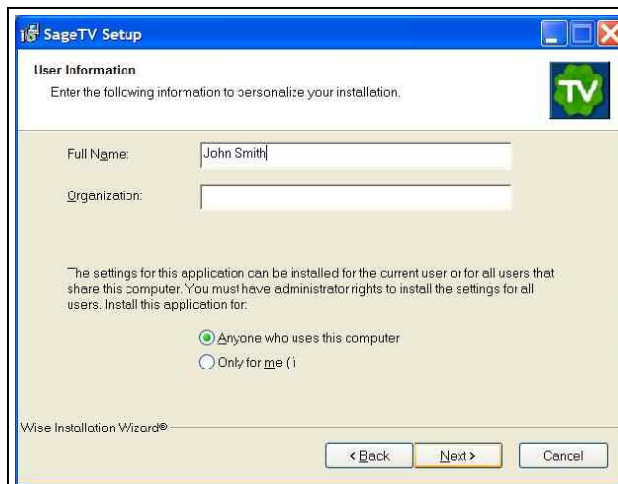 SageTV Setup
User Information
Enter the following information to personalize your installation.
TV
Full Name:
John Smith
Organization:
The settings for this application can be installed for the current user or for all users that
share this computer. You must have administrator rights to install the settings for all
users. Install this application for:
Anyone who uses this computer
Only for me (
Wise Installation Wizard®
< Back
Next >
Cancel